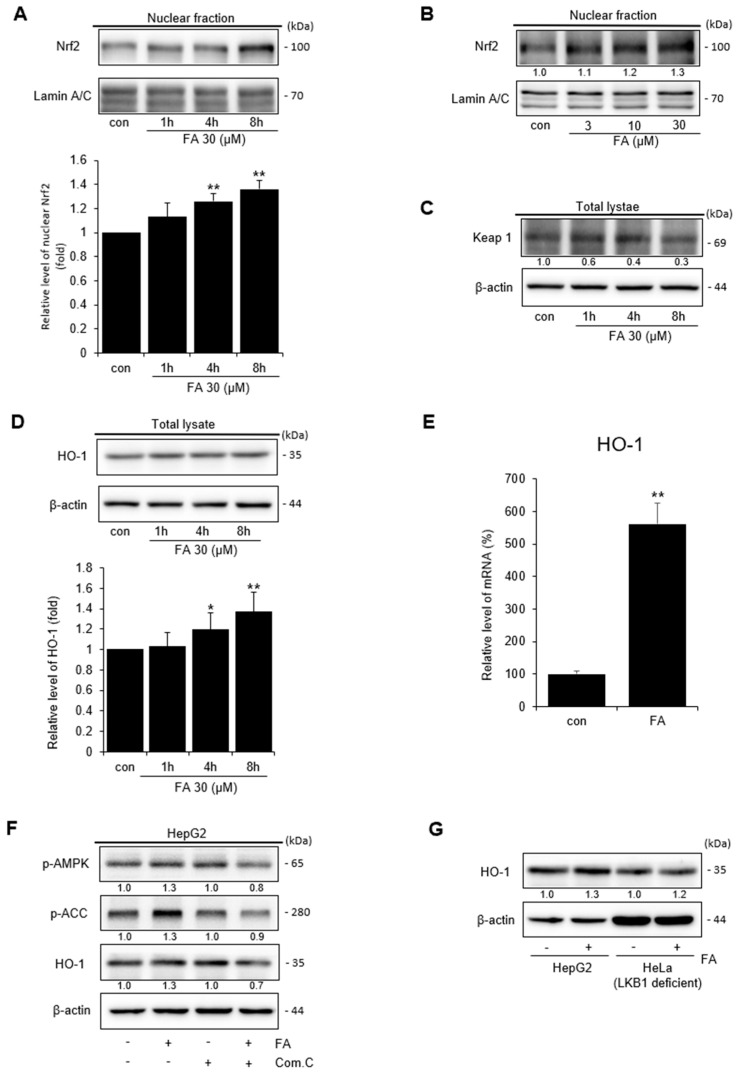 A
Nuclear fraction
(kDa)
Nrf2
- 100
Lamin A/C
- 70
con 1h 4h 8h
FA 30 (μM)
Relative level of nuclear Nrf2
(fold)
1.6
1.4
1.2
1
0.8
0.6
0.4
0.2
0
** **
con 1h 4h 8h
FA 30 (μM)
B
Nuclear fraction
(kDa)
Nrf2
- 100
1.0 1.1 1.2 1.3
Lamin A/C
- 70
con 3 10 30
FA (μM)
C
Total lystae
(kDa)
Keap 1
- 69
1.0 0.6 0.4 0.3
β-actin
- 44
con 1h 4h 8h
FA 30 (μM)
D
Total lysate
(kDa)
HO-1
- 35
β-actin
- 44
con 1h 4h 8h
FA 30 (μM)
Relative level of HO-1 (fold)
1.8
1.6
1.4
1.2
1
0.8
0.6
0.4
0.2
0
* **
con 1h 4h 8h
FA 30 (μM)
E
HO-1
Relative level of mRNA (%)
700
600
500
400
300
200
100
0
**
con FA
F
HepG2
(kDa)
p-AMPK
- 65
1.0 1.3 1.0 0.8
p-ACC
- 280
1.0 1.3 1.0 0.9
HO-1
- 35
1.0 1.3 1.0 0.7
β-actin
- 44
- + - + FA
- - + + Com.C
G
(kDa)
HO-1
- 35
1.0 1.3 1.0 1.2
β-actin
- 44
- + - + FA
HepG2 HeLa
(LKB1 deficient)